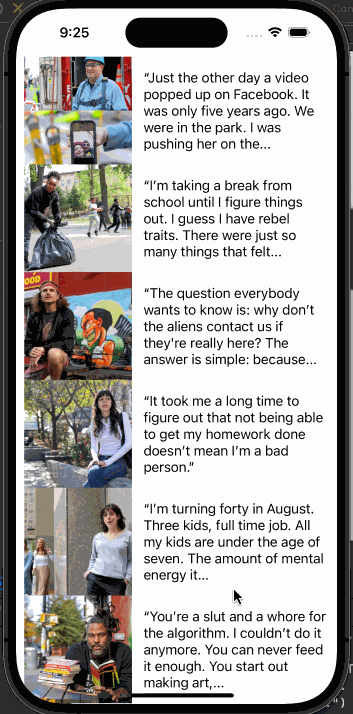 9:25
“Just the other day a video
popped up on Facebook. It
was only five years ago. We
were in the park. I was
pushing her on the...
“I’m taking a break from
school until I figure things
out. I guess I have rebel
traits. There were just so
many things that felt...
“The question everybody
wants to know is: why don’t
the aliens contact us if
they're really here? The
answer is simple: because...
“It took me a long time to
figure out that not being able
to get my homework done
doesn’t mean I’m a bad
person.”
“I’m turning forty in August.
Three kids, full time job. All
my kids are under the age of
seven. The amount of mental
energy it...
“You’re a slut and a whore for
the algorithm. I couldn’t do it
anymore. You can never feed
it enough. You start out
making art,...